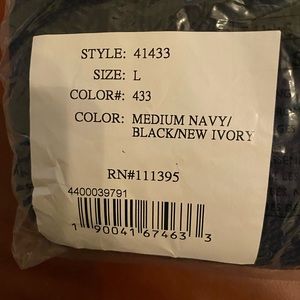 STYLE: 41433
SIZE: L
COLOR#: 433
COLOR: MEDIUM NAVY/
BLACK/NEW IVORY
RN#111395
4400039791
1 90041 67463 3